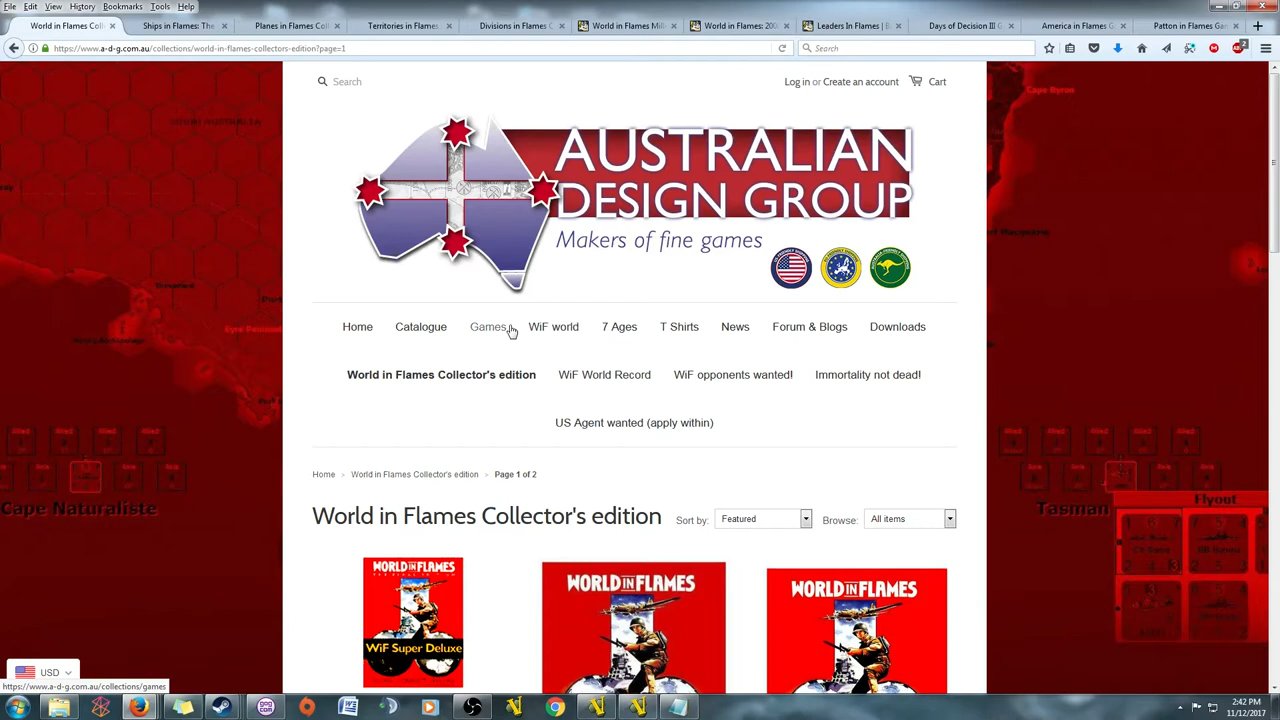 File Edit View History Bookmarks Tools Help
World in Flames Coll Ships in Flames: The Planes in Flames Coll Territories in Flames Divisions in Flames C World in Flames Mill World in Flames 200 Leaders In Flames | B Days of Decision III G America in Flames G Patton in Flames Ga
https://www.a-d-g.com.au/collections/world-in-flames-collectors-edition?page=1 Search
Search Log in or Create an account Cart
AUSTRALIAN
DESIGN GROUP
Makers of fine games
Home Catalogue Games WiF world 7 Ages T Shirts News Forum & Blogs Downloads
World in Flames Collector's edition WiF World Record WiF opponents wanted! Immortality not dead!
US Agent wanted (apply within)
Home > World in Flames Collector's edition > Page 1 of 2
World in Flames Collector's edition Sort by: Featured Browse: All items
WORLD IN FLAMES
WiF Super Deluxe
WORLD IN FLAMES
WORLD IN FLAMES
Cape Byron
Cape Naturaliste
Tasman
Flyout
USD
https://www.a-d-g.com.au/collections/games
2:42 PM
11/12/2017